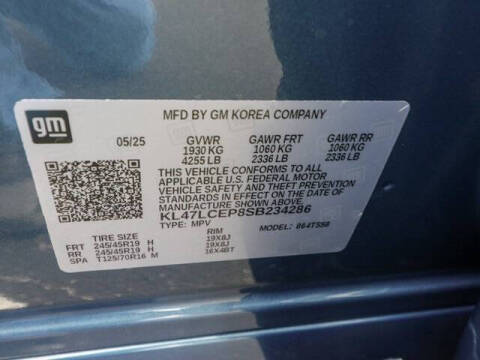 gm
MFD BY GM KOREA COMPANY
05/25 GVWR GAWR FRT GAWR RR
1930 KG 1060 KG 1060 KG
4255 LB 2336 LB 2336 LB
THIS VEHICLE CONFORMS TO ALL
APPLICABLE U.S. FEDERAL MOTOR
VEHICLE SAFETY AND THEFT PREVENTION
STANDARDS IN EFFECT ON THE DATE OF
MANUFACTURE SHOWN ABOVE.
KL47LCEP8SB234286
TYPE: MPV MODEL: 864TS58
TIRE SIZE RIM
FRT 245/45R19 H 19X8J
RR 245/45R19 H 19X8J
SPA T125/70R16 M 16X4BT